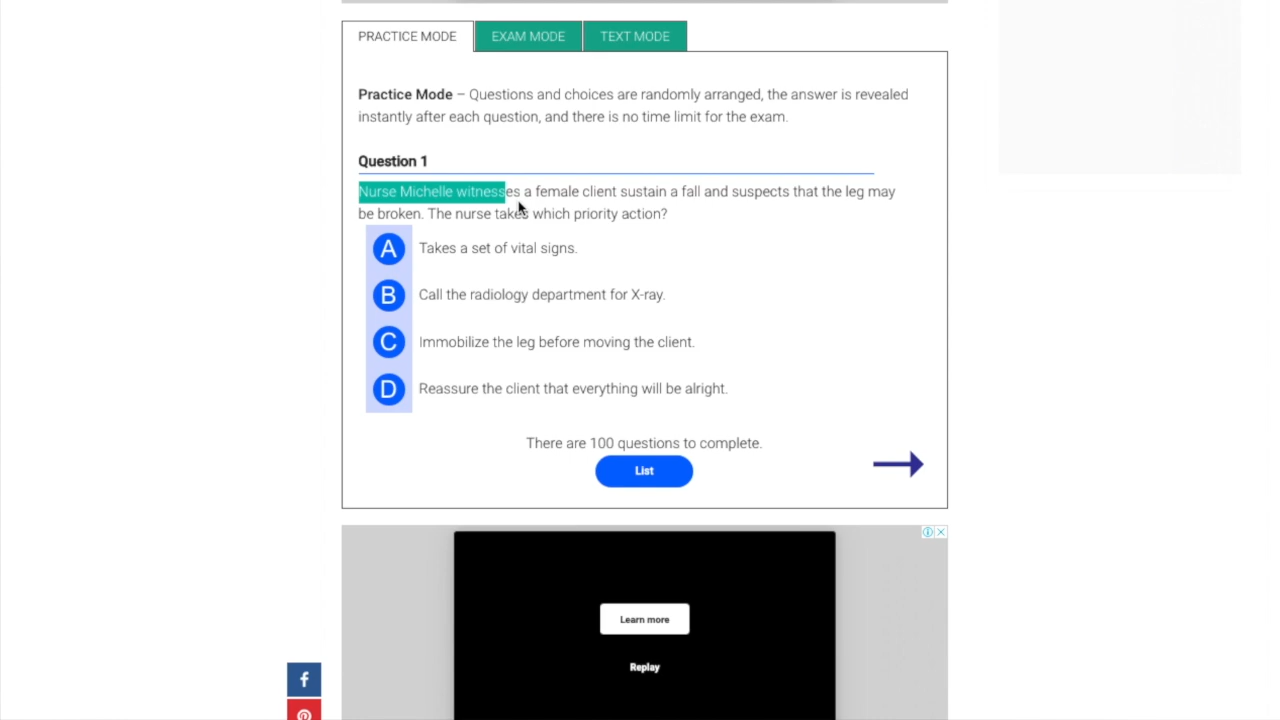 PRACTICE MODE EXAM MODE TEXT MODE
Practice Mode – Questions and choices are randomly arranged, the answer is revealed
instantly after each question, and there is no time limit for the exam.
Question 1
Nurse Michelle witnesses a female client sustain a fall and suspects that the leg may
be broken. The nurse takes which priority action?
A Takes a set of vital signs.
B Call the radiology department for X-ray.
C Immobilize the leg before moving the client.
D Reassure the client that everything will be alright.
There are 100 questions to complete.
List
Learn more
Replay